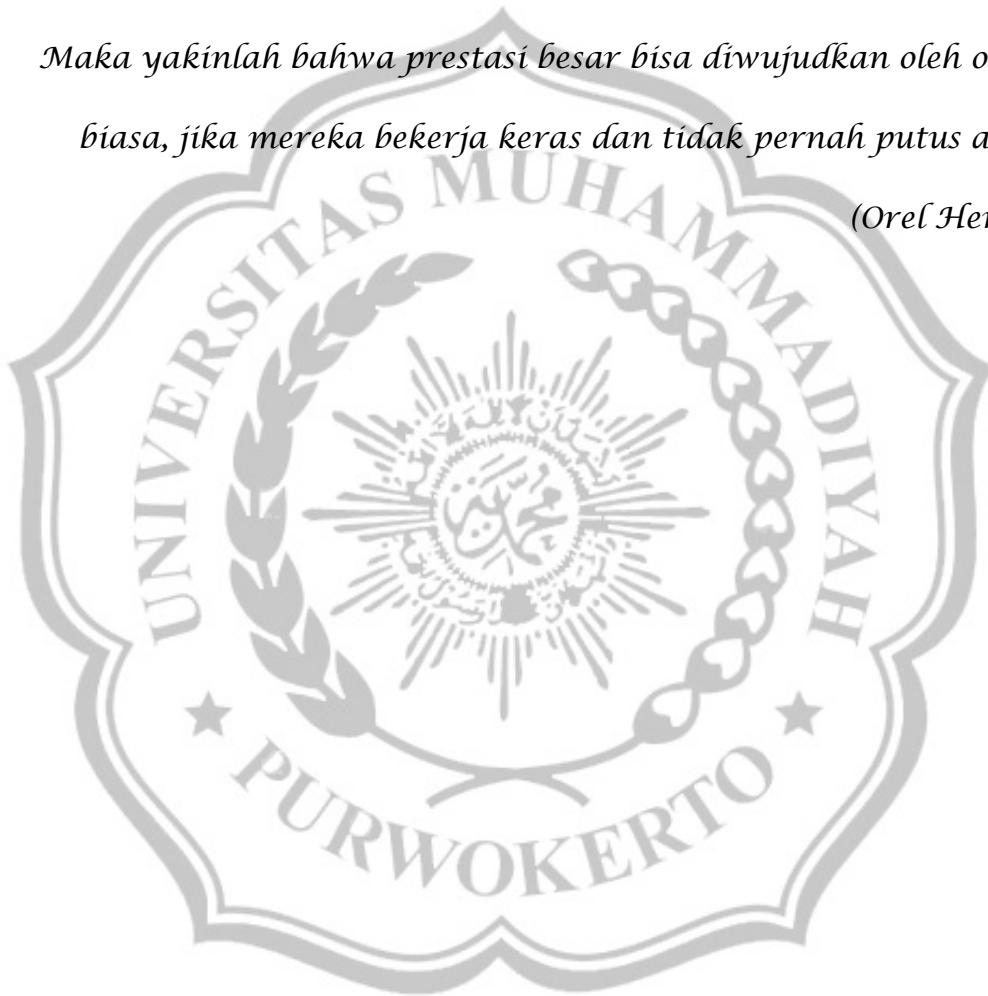 Maka yakinlah bahwa prestasi besar bisa diwujudkan oleh o
biasa, jika mereka bekerja keras dan tidak pernah putus a
(Orel Her
UNIVERSITAS MUHAMMADIYAH
PURWOKERTO